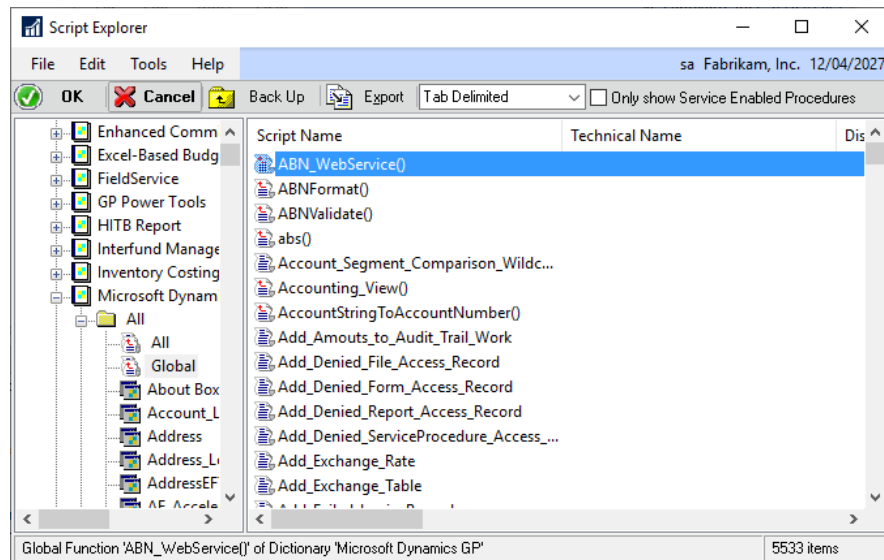 Script Explorer
File Edit Tools Help sa Fabrikam, Inc. 12/04/2027
OK Cancel Back Up Export Tab Delimited Only show Service Enabled Procedures
Enhanced Comm
Excel-Based Budg
FieldService
GP Power Tools
HITB Report
Interfund Manage
Inventory Costing
Microsoft Dynam
All
All
Global
About Box
Account_L
Address
Address_L
AddressEF
Script Name Technical Name Dis
ABN_WebService()
ABNFormat()
ABNValidate()
abs()
Account_Segment_Comparison_Wildc...
Accounting_View()
AccountStringToAccountNumber()
Add_Amouts_to_Audit_Trail_Work
Add_Denied_File_Access_Record
Add_Denied_Form_Access_Record
Add_Denied_Report_Access_Record
Add_Denied_ServiceProcedure_Access_...
Add_Exchange_Rate
Add_Exchange_Table
Global Function 'ABN_WebService()' of Dictionary 'Microsoft Dynamics GP' 5533 items